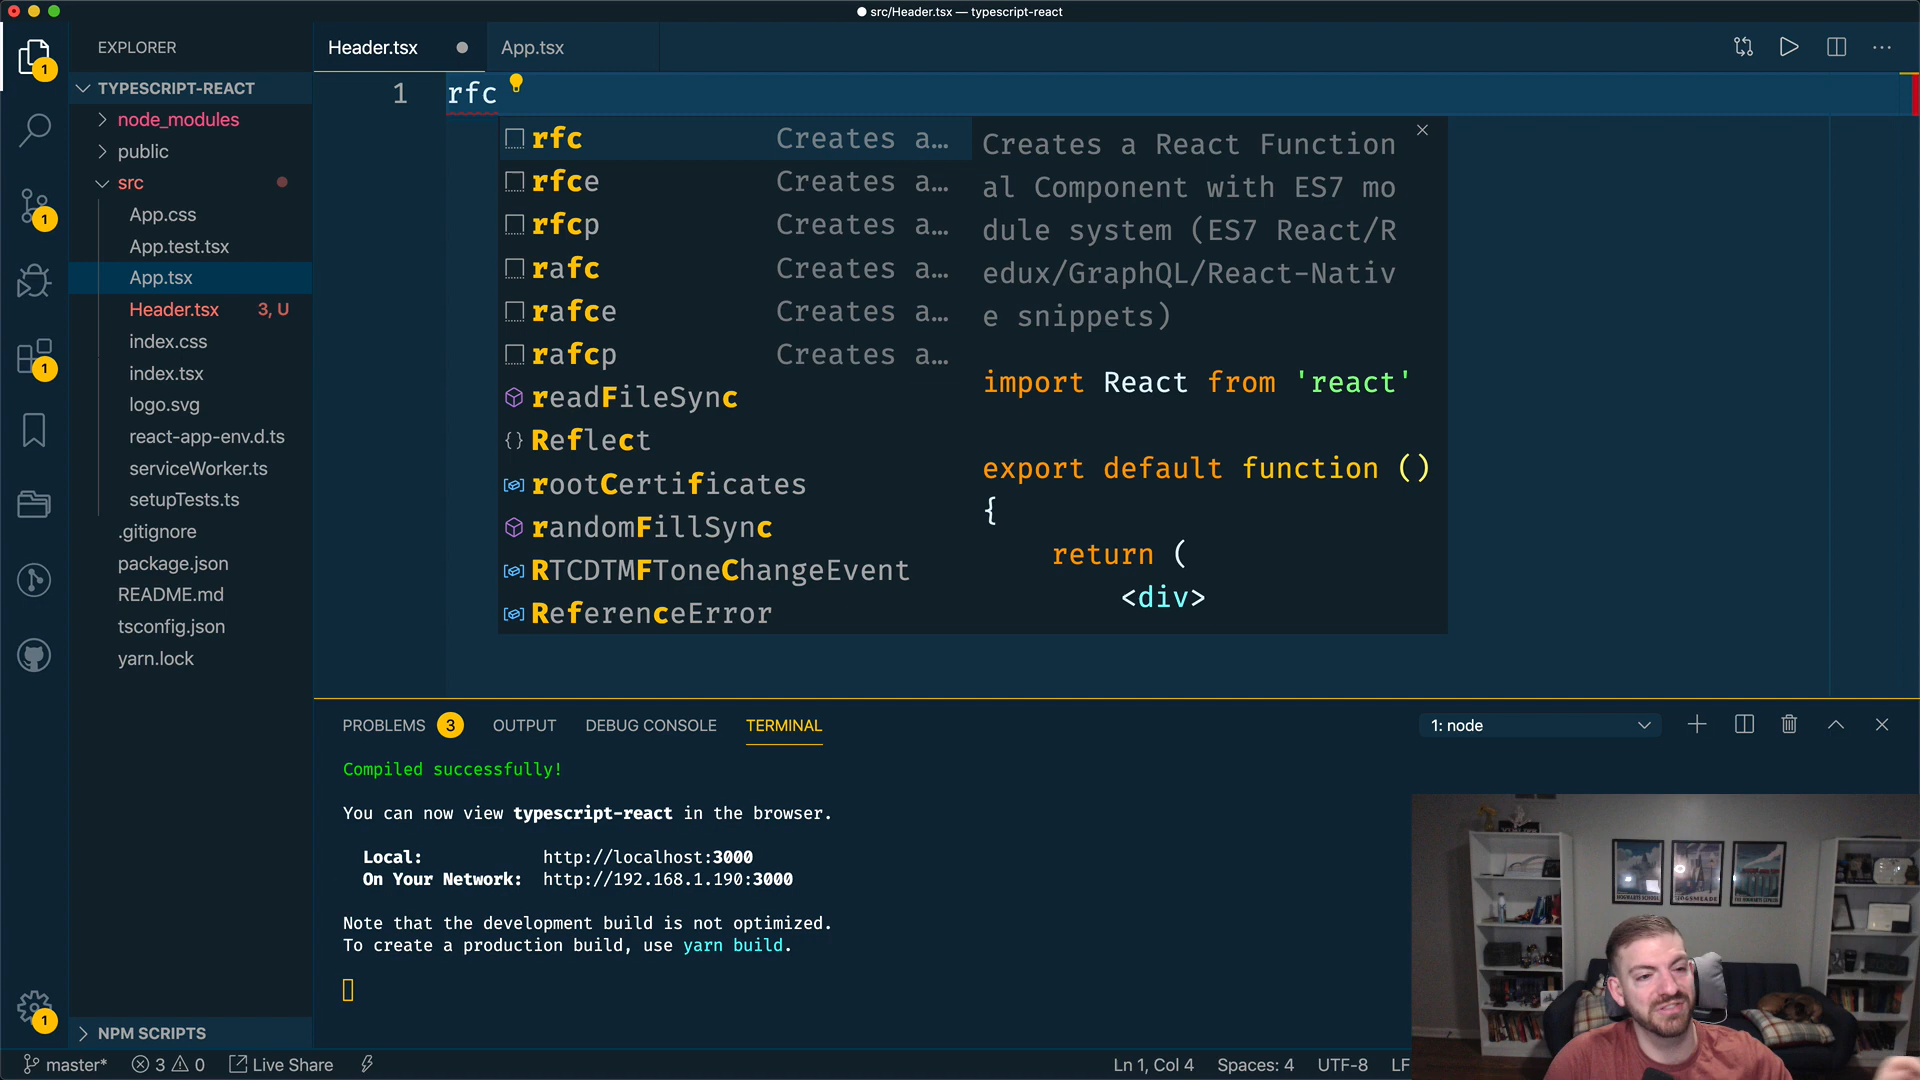 src/Header.tsx — typescript-react
EXPLORER
Header.tsx
App.tsx
TYPESCRIPT-REACT
node_modules
public
src
App.css
App.test.tsx
App.tsx
Header.tsx 3, U
index.css
index.tsx
logo.svg
react-app-env.d.ts
serviceWorker.ts
setupTests.ts
.gitignore
package.json
README.md
tsconfig.json
yarn.lock
NPM SCRIPTS
1
1
1
1
1 rfc
rfc Creates a…
rfce Creates a…
rfcp Creates a…
rafc Creates a…
rafce Creates a…
rafcp Creates a…
readFileSync
Reflect
rootCertificates
randomFillSync
RTCDTMFToneChangeEvent
ReferenceError
Creates a React Function
al Component with ES7 mo
dule system (ES7 React/R
edux/GraphQL/React-Nativ
e snippets)
import React from 'react'
export default function ()
{
return (
<div>
PROBLEMS 3 OUTPUT DEBUG CONSOLE TERMINAL
1: node
Compiled successfully!
You can now view typescript-react in the browser.
Local: http://localhost:3000
On Your Network: http://192.168.1.190:3000
Note that the development build is not optimized.
To create a production build, use yarn build.
master* 3 0 Live Share
Ln 1, Col 4 Spaces: 4 UTF-8 LF